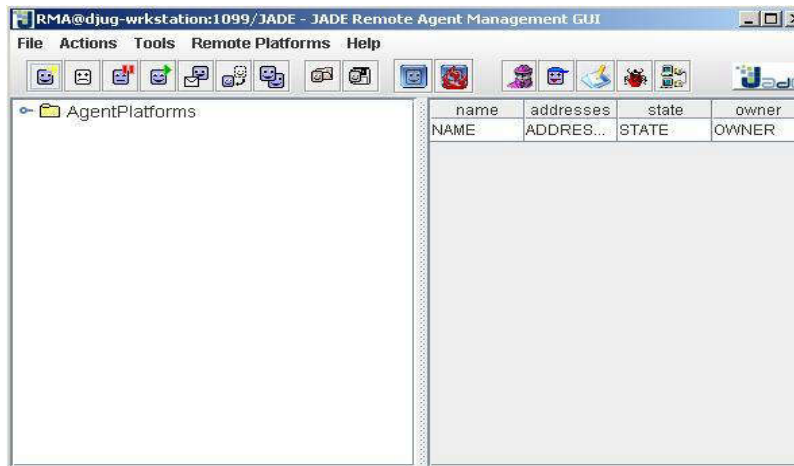 RMA@djug-wrkstation:1099/JADE - JADE Remote Agent Management GUI
File Actions Tools Remote Platforms Help
Jade
AgentPlatforms
name addresses state owner
NAME ADDRES... STATE OWNER